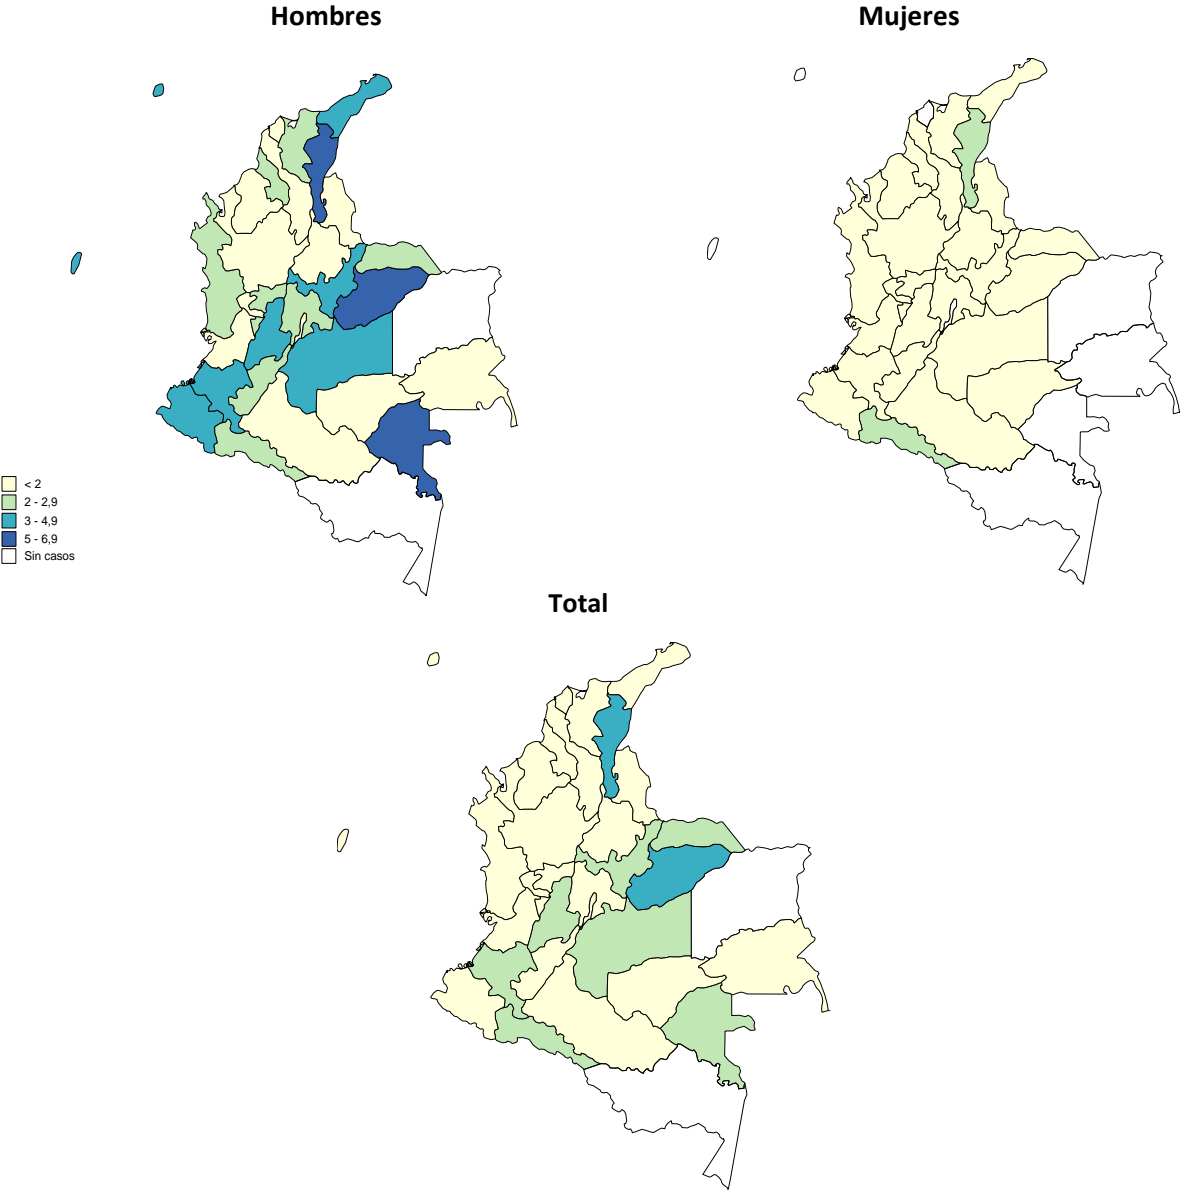 Hombres
Mujeres
< 2
2 - 2,9
3 - 4,9
5 - 6,9
Sin casos
Total